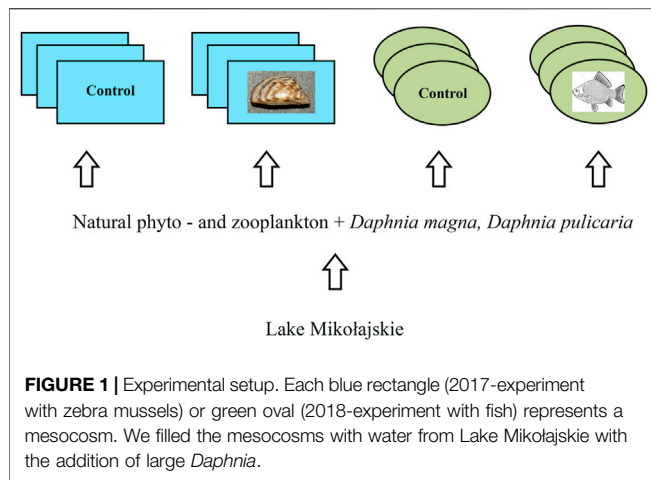 Control
Control
Natural phyto - and zooplankton + Daphnia magna, Daphnia pulicaria
Lake Mikołajskie
FIGURE 1 | Experimental setup. Each blue rectangle (2017-experiment
with zebra mussels) or green oval (2018-experiment with fish) represents a
mesocosm. We filled the mesocosms with water from Lake Mikołajskie with
the addition of large Daphnia.